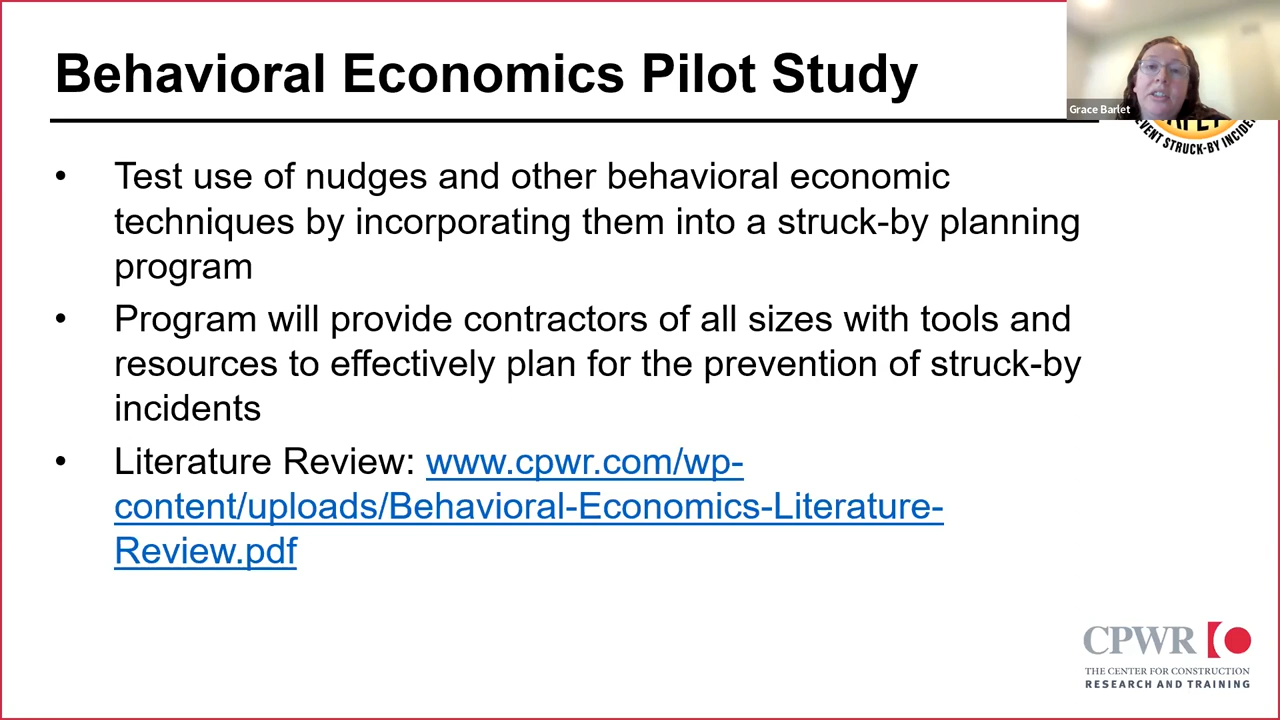 Behavioral Economics Pilot Study
Grace Barlet
STRUCK-BY
• Test use of nudges and other behavioral economic
techniques by incorporating them into a struck-by planning
program
• Program will provide contractors of all sizes with tools and
resources to effectively plan for the prevention of struck-by
incidents
• Literature Review: www.cpwr.com/wp-
content/uploads/Behavioral-Economics-Literature-
Review.pdf
CPWR
THE CENTER FOR CONSTRUCTION
RESEARCH AND TRAINING